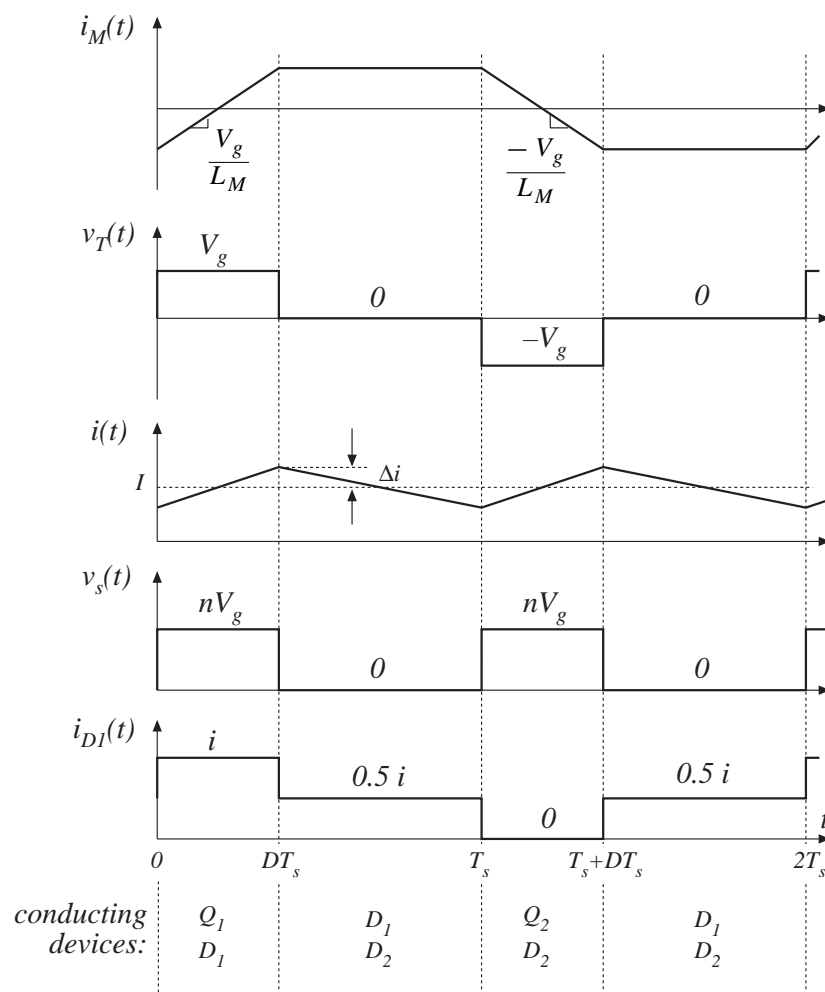 i_M(t)
V_g / L_M
– V_g / L_M
v_T(t)
V_g
0
–V_g
0
i(t)
I
Δi
v_s(t)
nV_g
0
nV_g
0
i_D1(t)
i
0.5 i
0
0.5 i
t
0
DT_s
T_s
T_s+DT_s
2T_s
conducting devices:
Q_1
D_1
D_1
D_2
Q_2
D_2
D_1
D_2